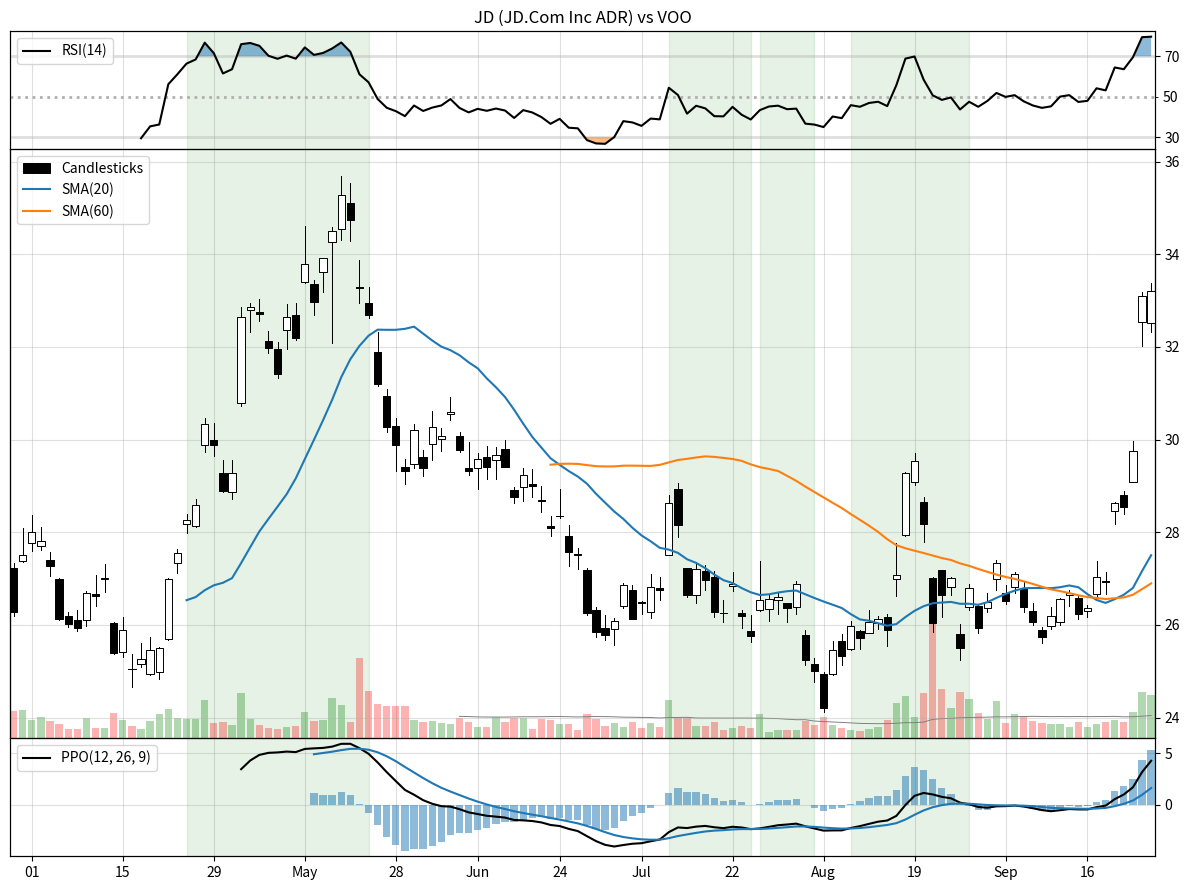 JD (JD.Com Inc ADR) vs VOO
RSI(14)
70
50
30
Candlesticks
SMA(20)
SMA(60)
36
34
32
30
28
26
24
PPO(12, 26, 9)
5
0
01 15 29 May 28 Jun 24 Jul 22 Aug 19 Sep 16